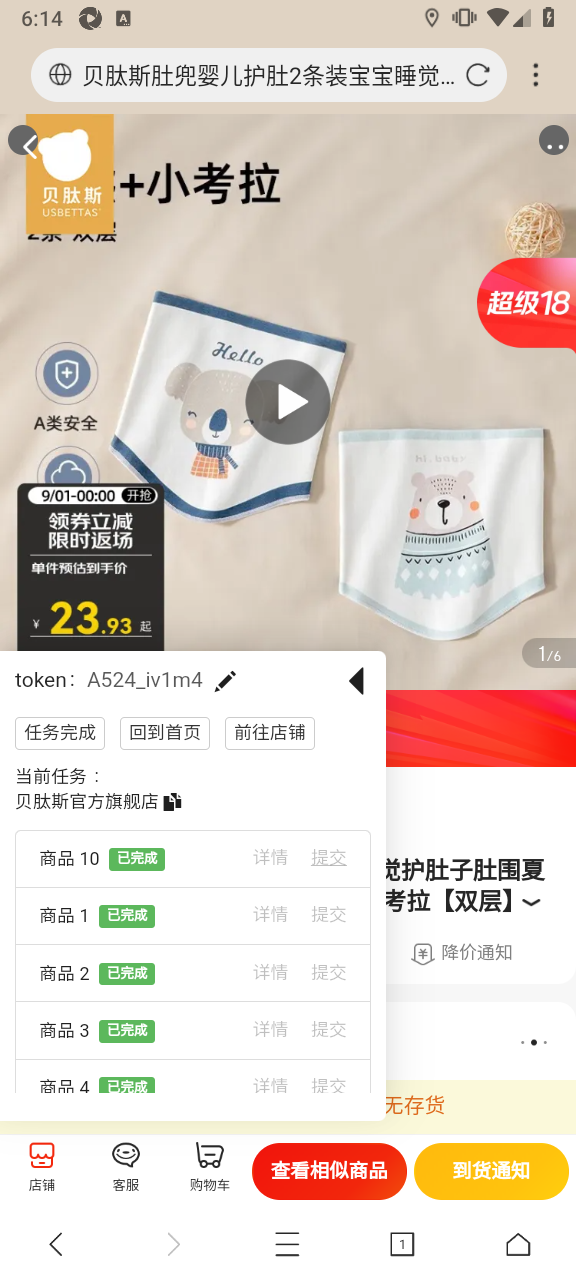 6:14
A
贝肽斯肚兜婴儿护肚2条装宝宝睡觉...
+小考拉
贝肽斯
USBETTAS
2条 双层
超级18
Hello
A类安全
hi. baby
9/01-00:00 开抢
领券立减
限时返场
单件预估到手价
¥ 23.93 起
1/6
token: A524_iv1m4
任务完成 回到首页 前往店铺
当前任务：
贝肽斯官方旗舰店
商品 10 已完成 详情 提交
商品 1 已完成 详情 提交
商品 2 已完成 详情 提交
商品 3 已完成 详情 提交
商品 4 已完成 详情 提交
觉护肚子肚围夏
考拉【双层】
降价通知
无存货
店铺 客服 购物车 查看相似商品 到货通知
1